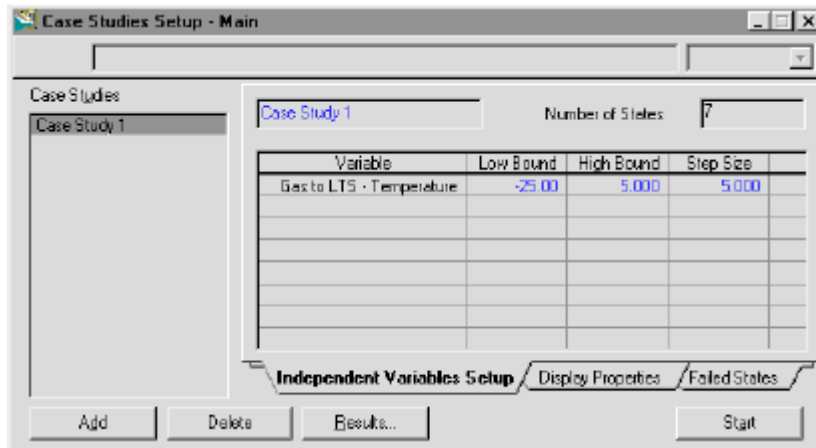 Case Studies Setup - Main
Case Studies
Case Study 1
Case Study 1
Number of States
7
Variable Low Bound High Bound Step Size
Gas to LTS - Temperature -25.00 5.000 5.000
Independent Variables Setup Display Properties Failed States
Add Delete Results... Start